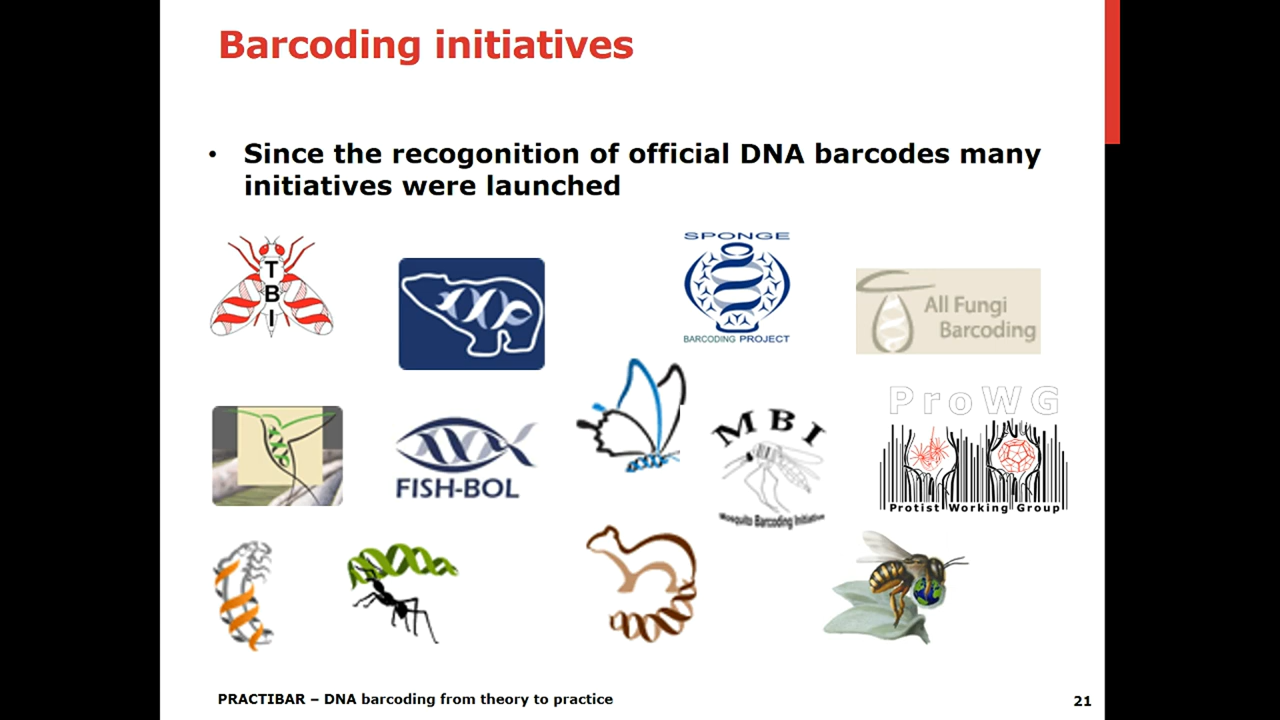 Barcoding initiatives
• Since the recogonition of official DNA barcodes many
initiatives were launched
T
B
I
SPONGE
BARCODING PROJECT
All Fungi
Barcoding
FISH-BOL
MBI
Mosquito Barcoding Initiative
ProWG
Protist Working Group
PRACTIBAR – DNA barcoding from theory to practice
21